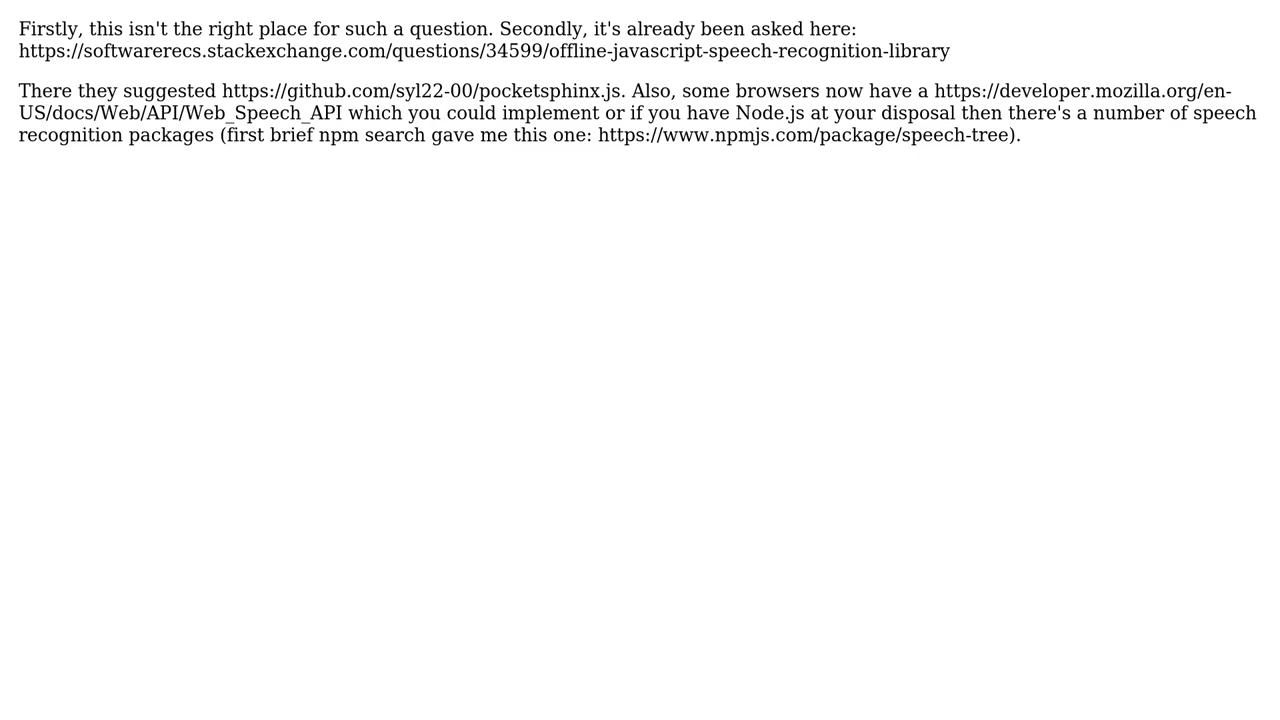 Firstly, this isn't the right place for such a question. Secondly, it's already been asked here:
https://softwarerecs.stackexchange.com/questions/34599/offline-javascript-speech-recognition-library
There they suggested https://github.com/syl22-00/pocketsphinx.js. Also, some browsers now have a https://developer.mozilla.org/en-
US/docs/Web/API/Web_Speech_API which you could implement or if you have Node.js at your disposal then there's a number of speech
recognition packages (first brief npm search gave me this one: https://www.npmjs.com/package/speech-tree).